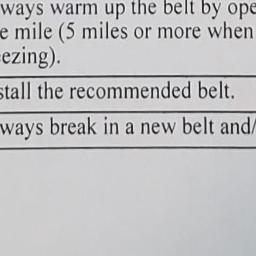 ways warm up the belt by ope
e mile (5 miles or more when
ezing).
stall the recommended belt.
ways break in a new belt and/